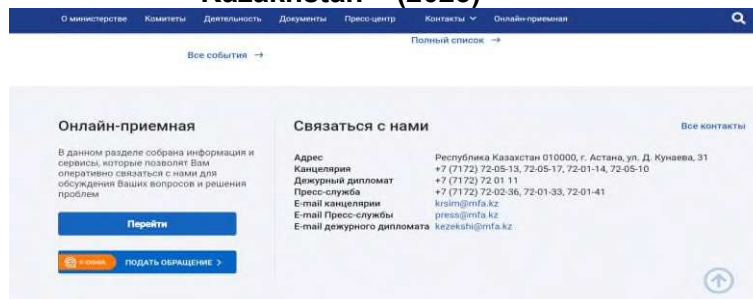 Kazakhstan" (2023)
О министерстве Комитеты Деятельность Документы Пресс-центр Контакты Онлайн-приемная
Полный список →
Все события →
Онлайн-приемная
В данном разделе собрана информация и
сервисы, которые позволят Вам
оперативно связаться с нами для
обсуждения Ваших вопросов и решения
проблем
Перейти
ПОДАТЬ ОБРАЩЕНИЕ >
Связаться с нами
Все контакты
Адрес Республика Казахстан 010000, г. Астана, ул. Д. Кунаева, 31
Канцелярия +7 (7172) 72-05-13, 72-05-17, 72-01-14, 72-05-10
Дежурный дипломат +7 (7172) 72 01 11
Пресс-служба +7 (7172) 72-02-36, 72-01-33, 72-01-41
E-mail канцелярии krsim@mfa.kz
E-mail Пресс-службы press@mfa.kz
E-mail дежурного дипломата kezekshi@mfa.kz